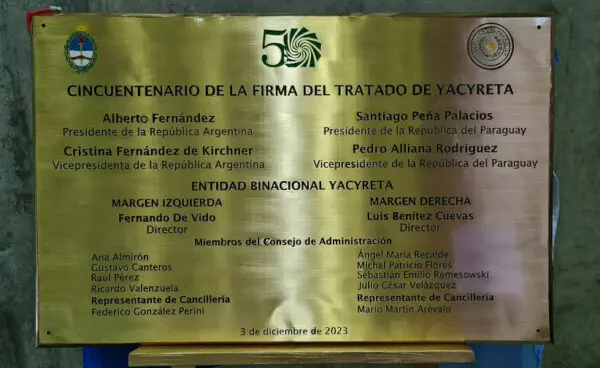 50
CINCUENTENARIO DE LA FIRMA DEL TRATADO DE YACYRETA
Alberto Fernández
Presidente de la República Argentina
Cristina Fernández de Kirchner
Vicepresidenta de la República Argentina
Santiago Peña Palacios
Presidente de la República del Paraguay
Pedro Alliana Rodriguez
Vicepresidente de la República del Paraguay
ENTIDAD BINACIONAL YACYRETA
MARGEN IZQUIERDA
Fernando De Vido
Director
MARGEN DERECHA
Luis Benítez Cuevas
Director
Miembros del Consejo de Administración
Ana Almirón
Gustavo Canteros
Raúl Pérez
Ricardo Valenzuela
Representante de Cancillería
Federico González Perini
Ángel María Recalde
Michel Patricio Flores
Sebastián Emilio Remesowski
Julio César Velázquez
Representante de Cancillería
Mario Martín Arévalo
3 de diciembre de 2023